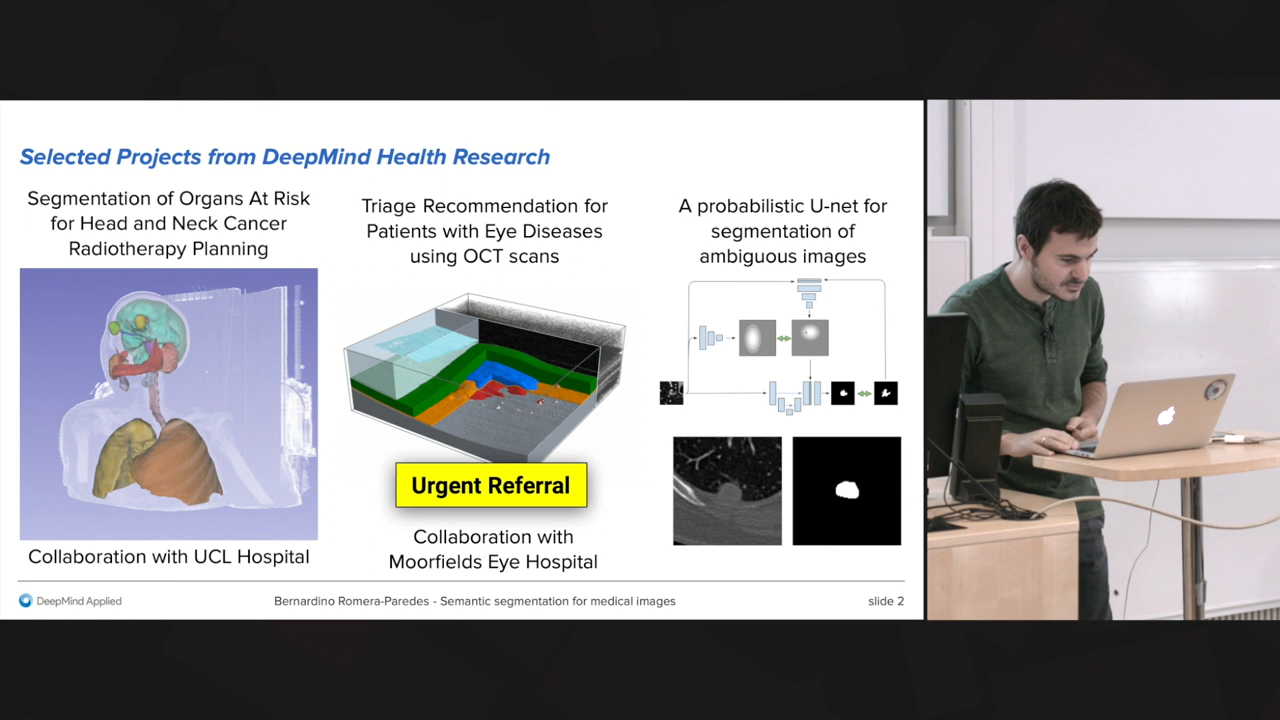 Selected Projects from DeepMind Health Research
Segmentation of Organs At Risk
for Head and Neck Cancer
Radiotherapy Planning
Collaboration with UCL Hospital
Triage Recommendation for
Patients with Eye Diseases
using OCT scans
Urgent Referral
Collaboration with
Moorfields Eye Hospital
A probabilistic U-net for
segmentation of
ambiguous images
DeepMind Applied
Bernardino Romera-Paredes - Semantic segmentation for medical images
slide 2